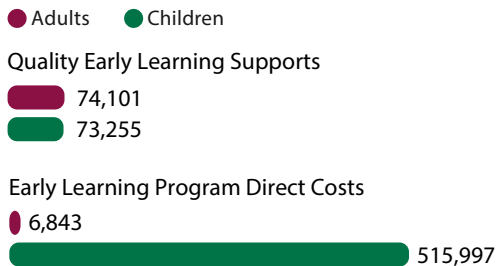 Adults Children
Quality Early Learning Supports
74,101
73,255
Early Learning Program Direct Costs
6,843
515,997